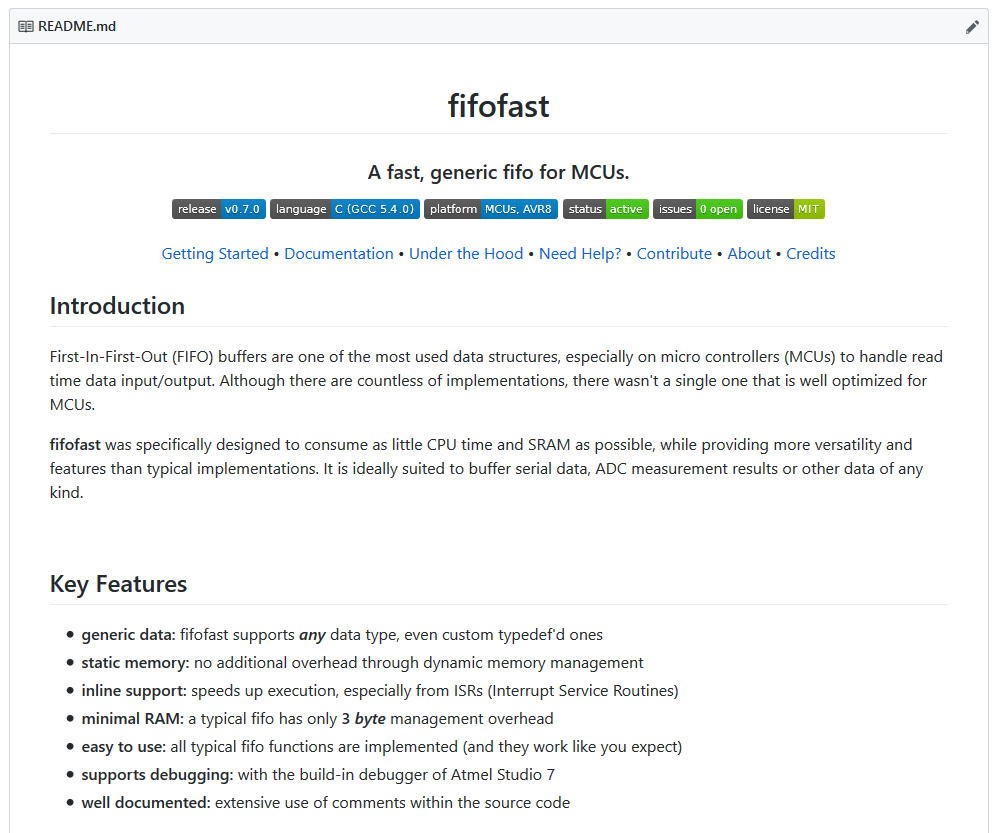 README.md
fifofast
A fast, generic fifo for MCUs.
release v0.7.0 language C (GCC 5.4.0) platform MCUs, AVR8 status active issues 0 open license MIT
Getting Started • Documentation • Under the Hood • Need Help? • Contribute • About • Credits
Introduction
First-In-First-Out (FIFO) buffers are one of the most used data structures, especially on micro controllers (MCUs) to handle read
time data input/output. Although there are countless of implementations, there wasn't a single one that is well optimized for
MCUs.
fifofast was specifically designed to consume as little CPU time and SRAM as possible, while providing more versatility and
features than typical implementations. It is ideally suited to buffer serial data, ADC measurement results or other data of any
kind.
Key Features
• generic data: fifofast supports any data type, even custom typedef'd ones
• static memory: no additional overhead through dynamic memory management
• inline support: speeds up execution, especially from ISRs (Interrupt Service Routines)
• minimal RAM: a typical fifo has only 3 byte management overhead
• easy to use: all typical fifo functions are implemented (and they work like you expect)
• supports debugging: with the build-in debugger of Atmel Studio 7
• well documented: extensive use of comments within the source code